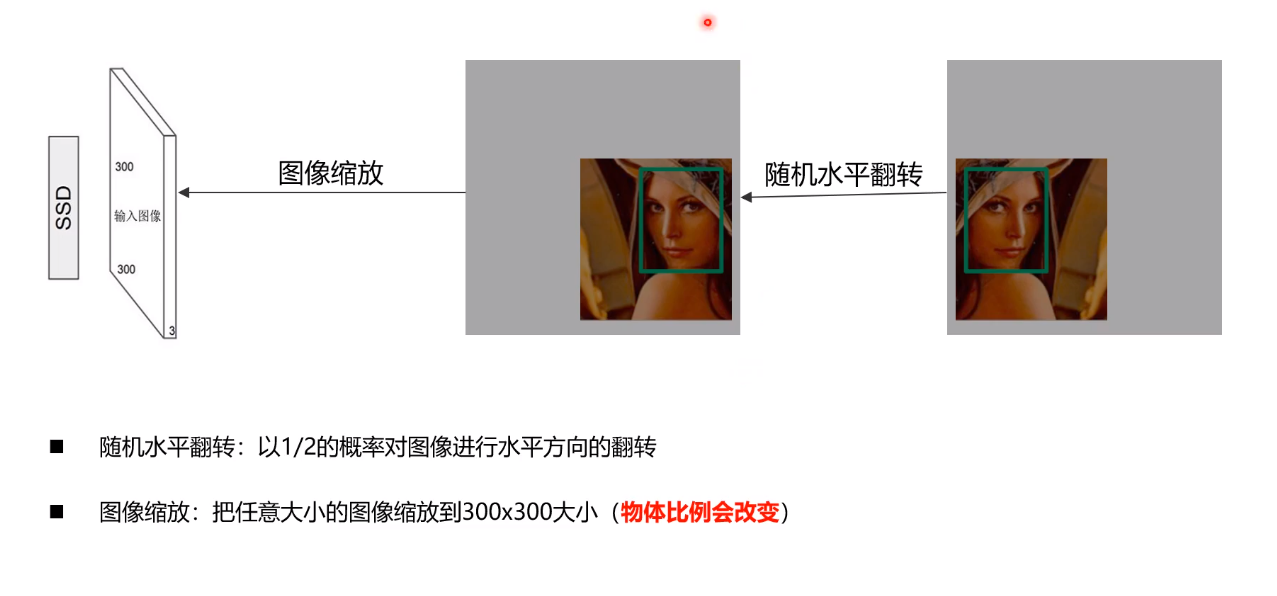 图像缩放
随机水平翻转
SSD
300
输入图像
300
3
■ 随机水平翻转：以1/2的概率对图像进行水平方向的翻转
■ 图像缩放：把任意大小的图像缩放到300x300大小（物体比例会改变）